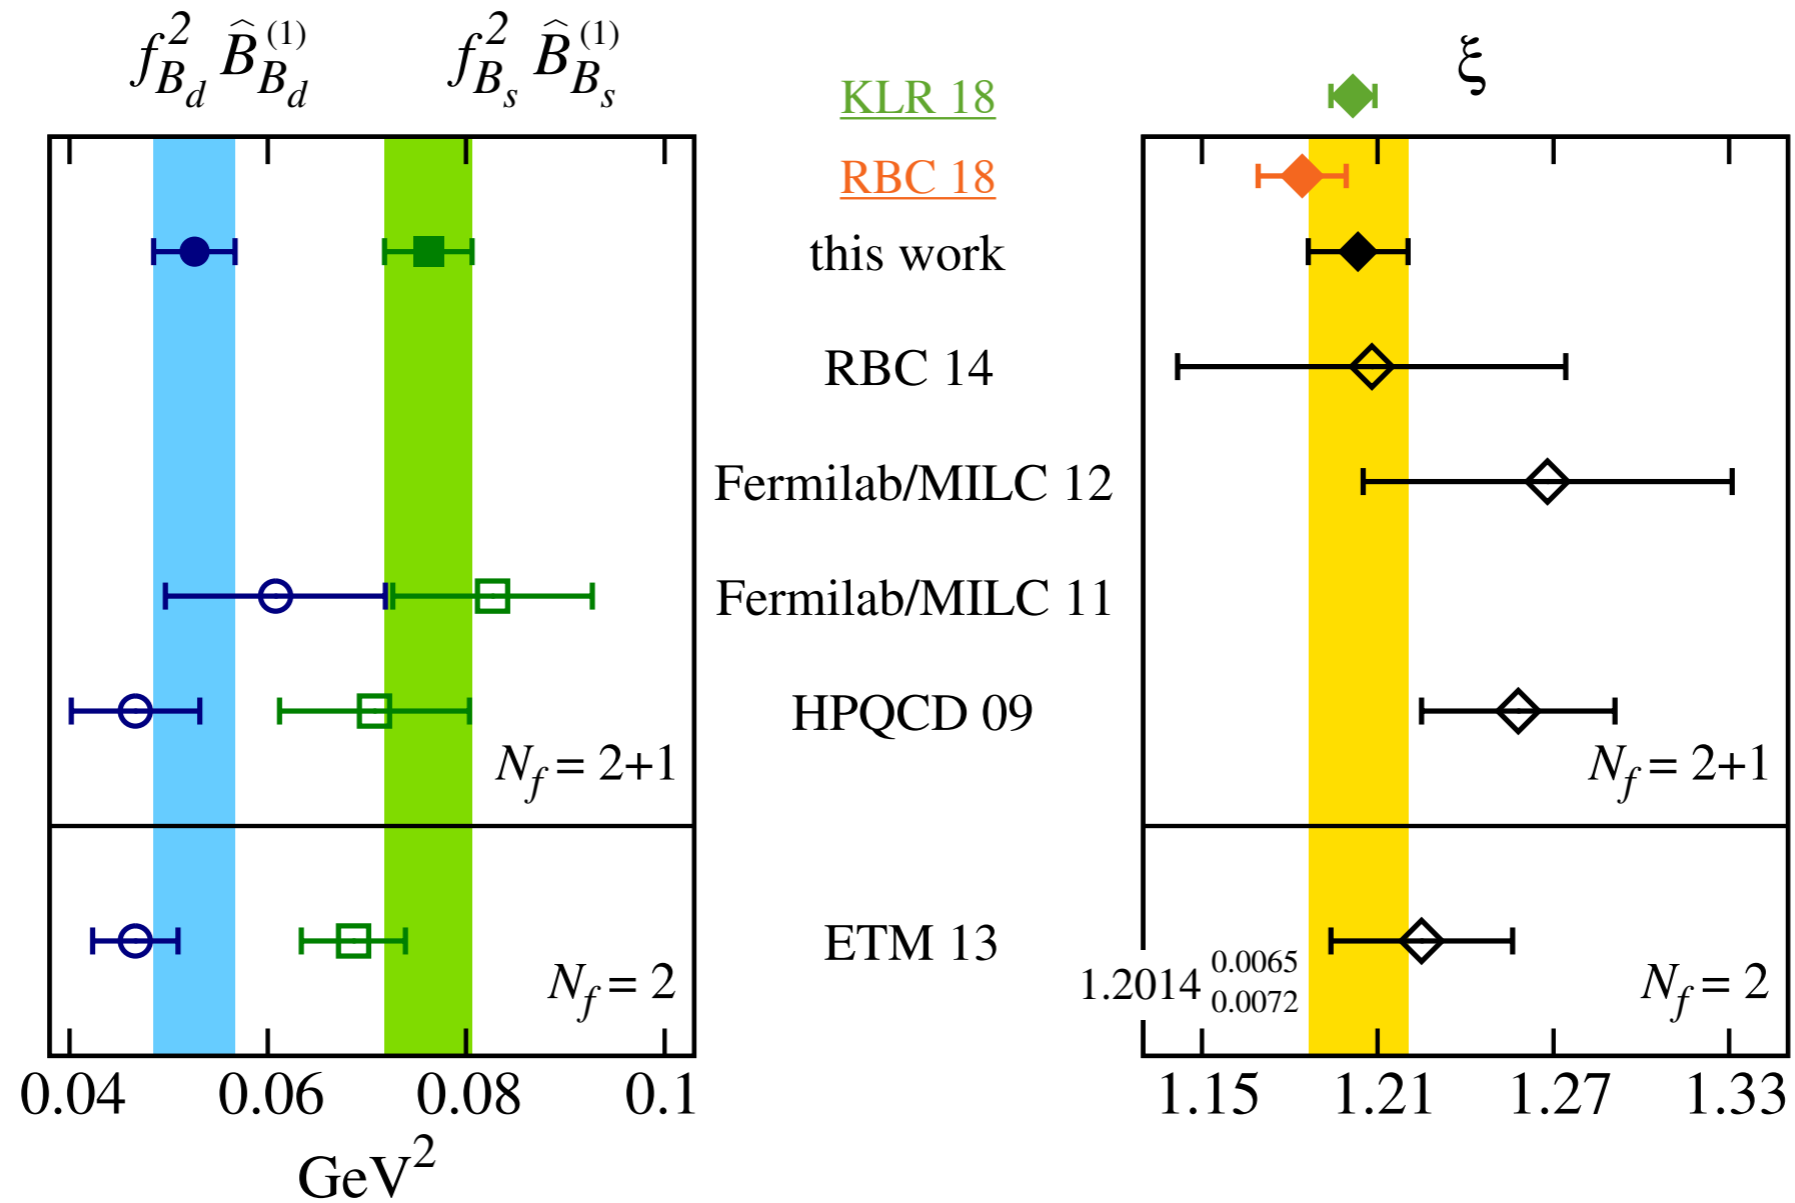 f²_{B_d} B̂^{(1)}_{B_d}
f²_{B_s} B̂^{(1)}_{B_s}
ξ
KLR 18
RBC 18
this work
RBC 14
Fermilab/MILC 12
Fermilab/MILC 11
HPQCD 09
N_f = 2+1
N_f = 2+1
ETM 13
1.2014 0.0065
0.0072
N_f = 2
N_f = 2
0.04 0.06 0.08 0.1
1.15 1.21 1.27 1.33
GeV²